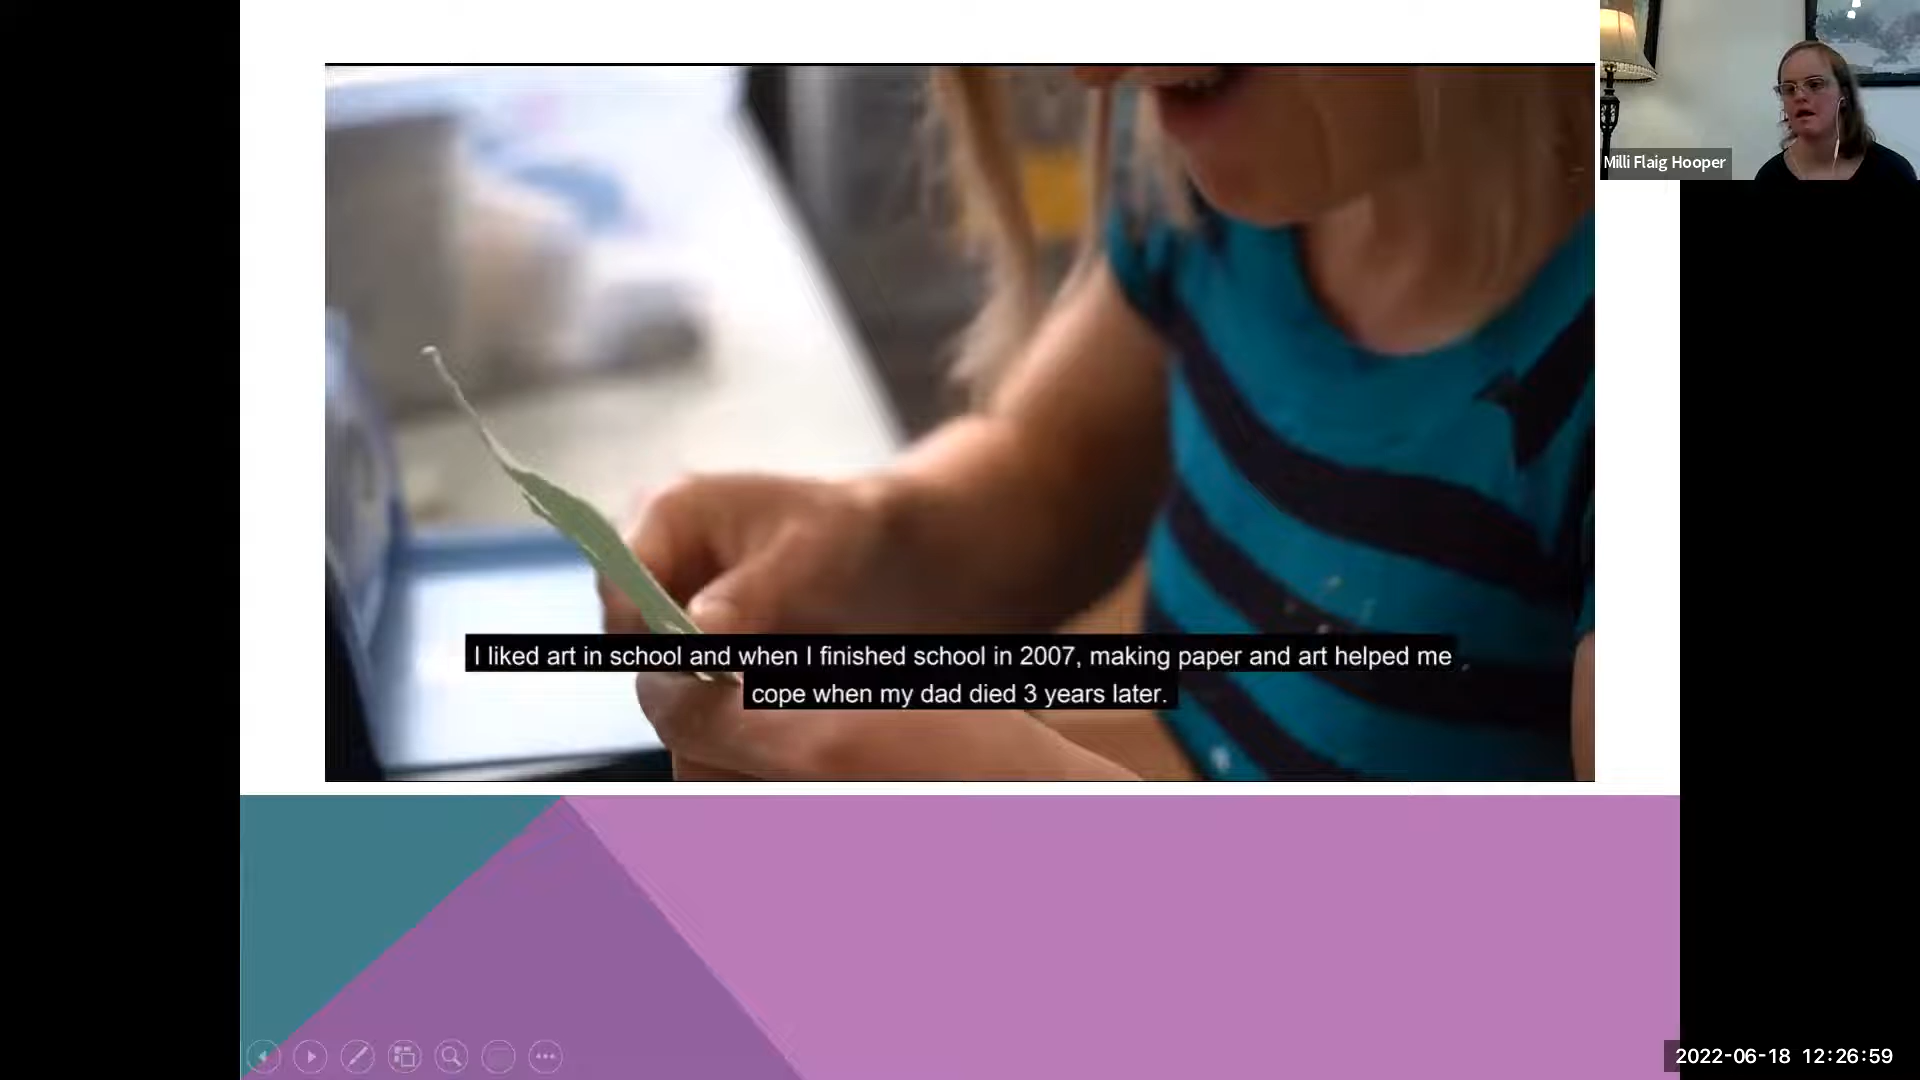 Milli Flaig Hooper
I liked art in school and when I finished school in 2007, making paper and art helped me
cope when my dad died 3 years later.
2022-06-18 12:26:59